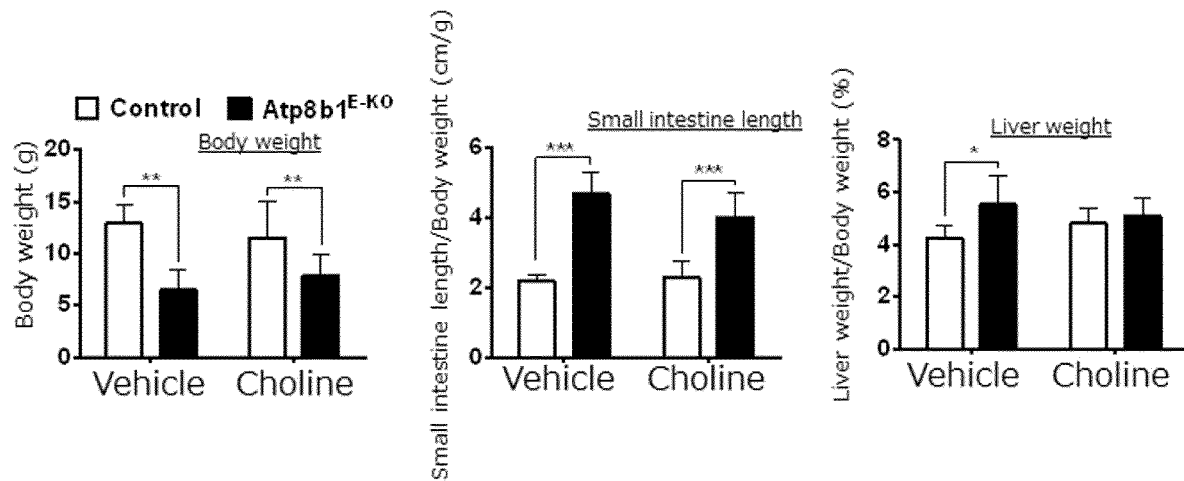 Control Atp8b1E-KO
Body weight
Body weight (g)
20
15
10
5
0
**
**
Vehicle Choline
Small intestine length
Small intestine length/Body weight (cm/g)
6
4
2
0
***
***
Vehicle Choline
Liver weight
Liver weight/Body weight (%)
8
6
4
2
0
*
Vehicle Choline